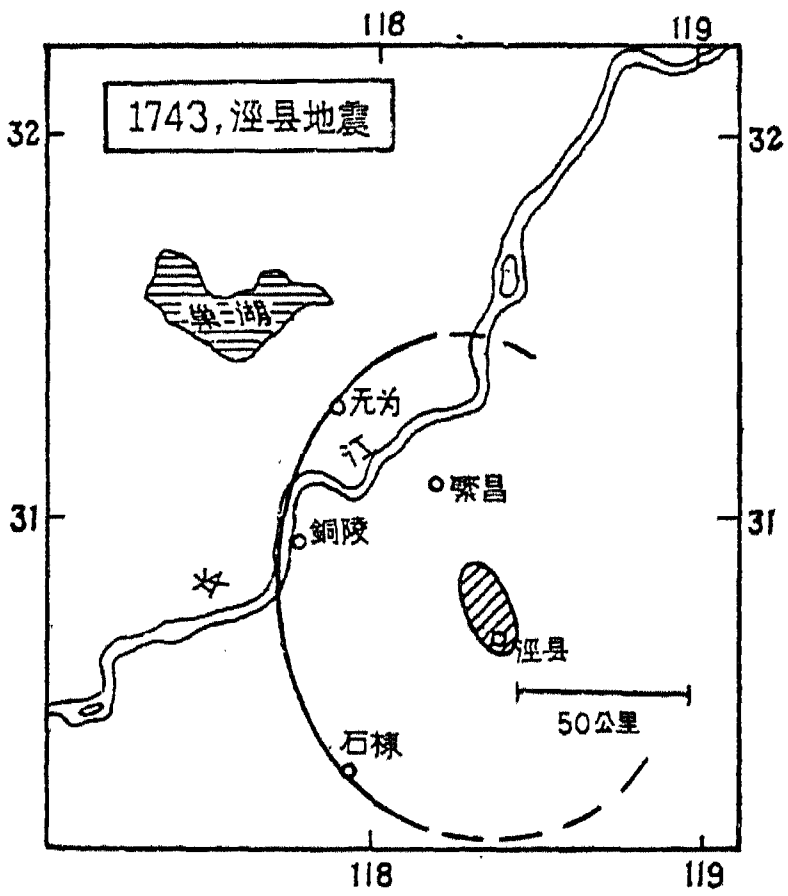 118 119
1743,涇县地震
32 32
巢湖
无为
江
繁昌
31 31
銅陵
长
涇县
50公里
石棣
118 119